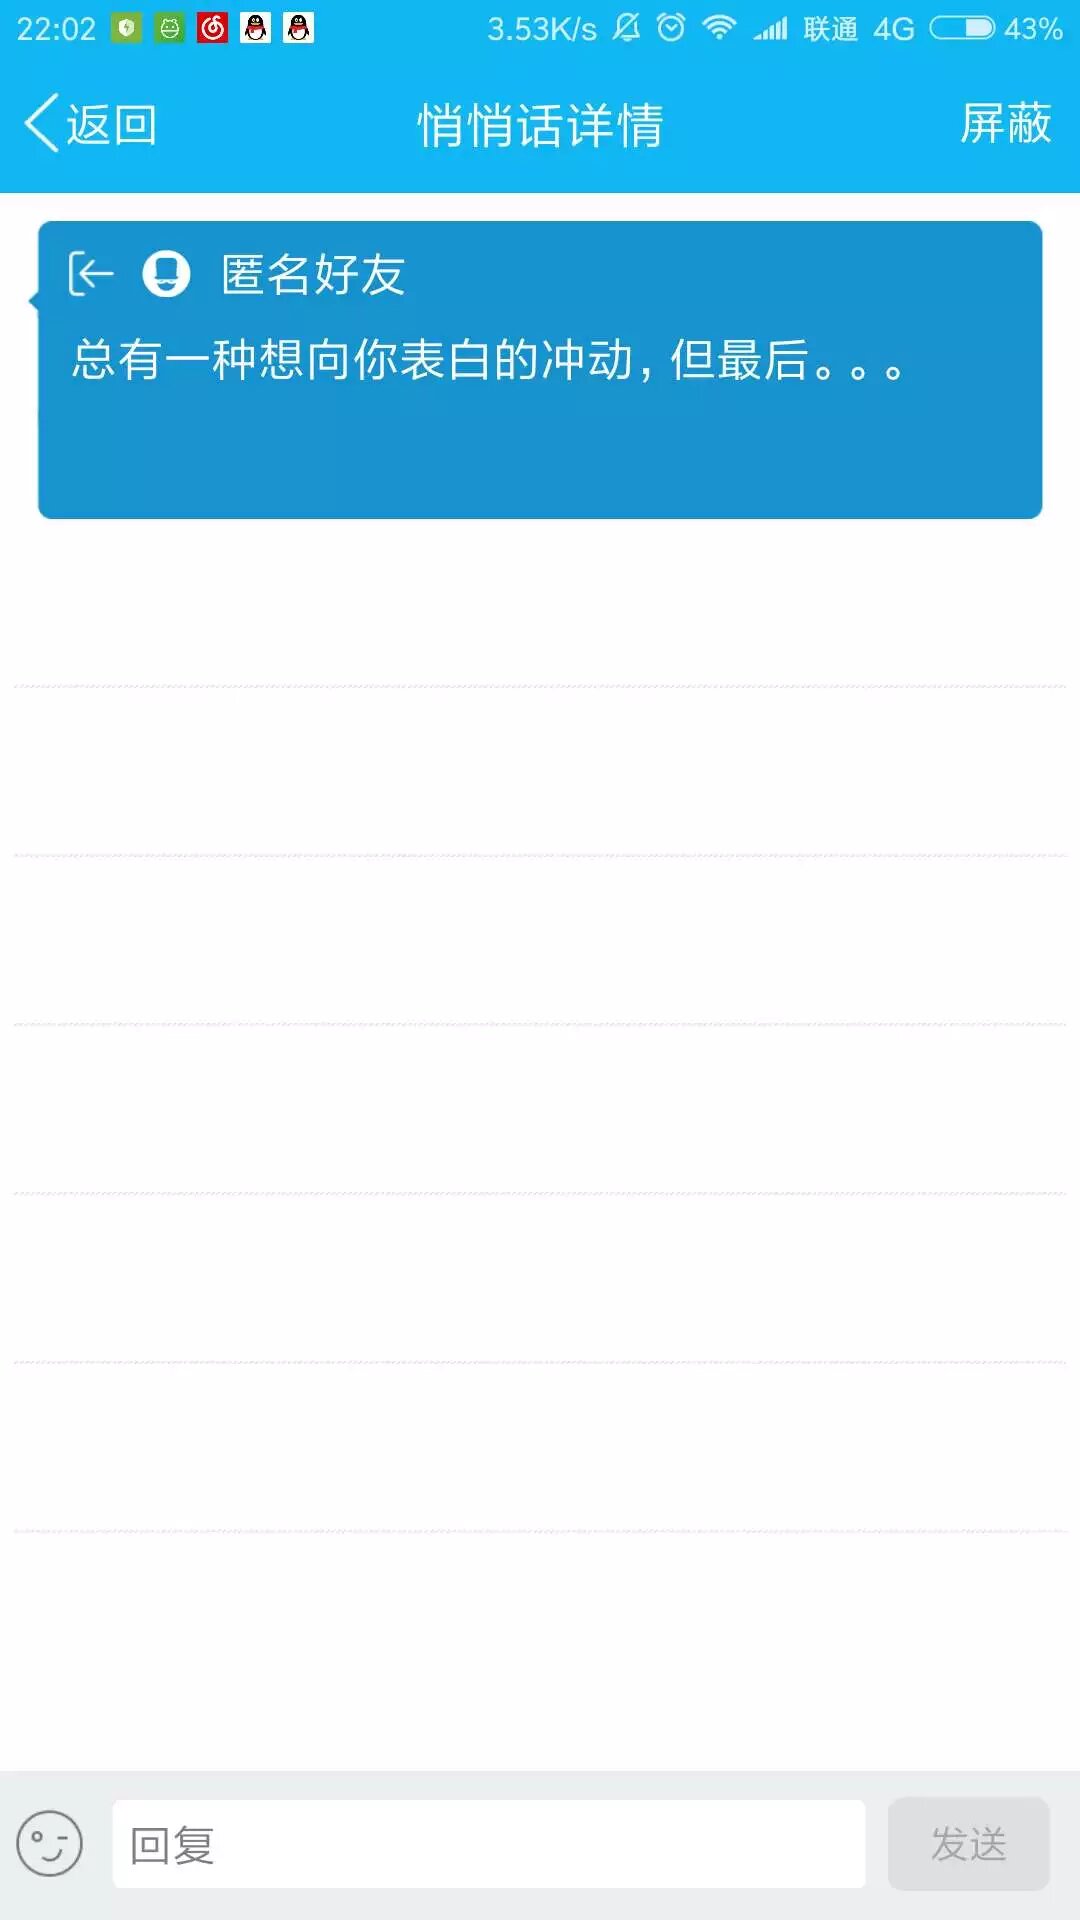 22:02 3.53K/s 联通 4G 43%
返回 悄悄话详情 屏蔽
匿名好友
总有一种想向你表白的冲动，但最后。。。
回复 发送